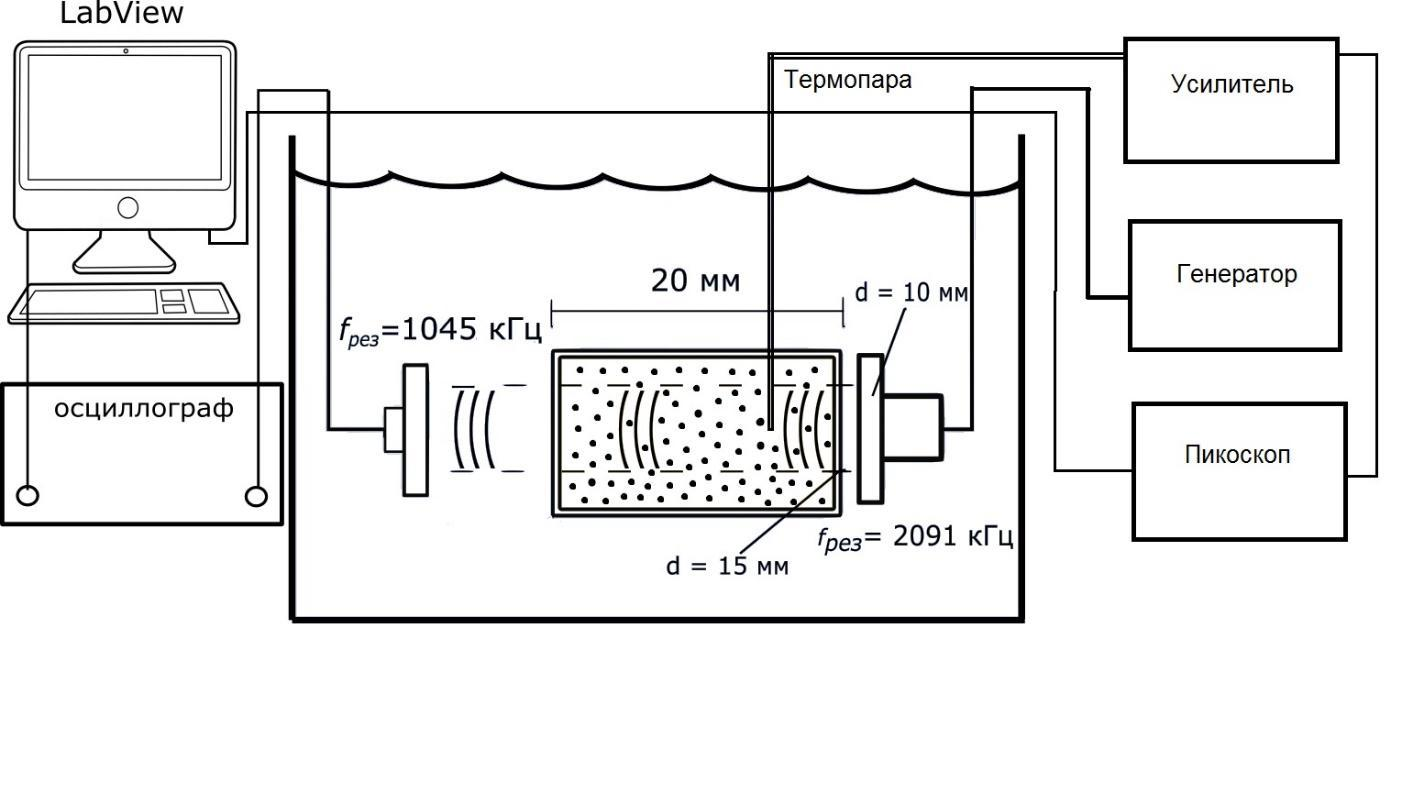 LabView
Термопара
Усилитель
Генератор
20 мм
d = 10 мм
fрез=1045 кГц
осциллограф
Пикоскоп
fрез= 2091 кГц
d = 15 мм